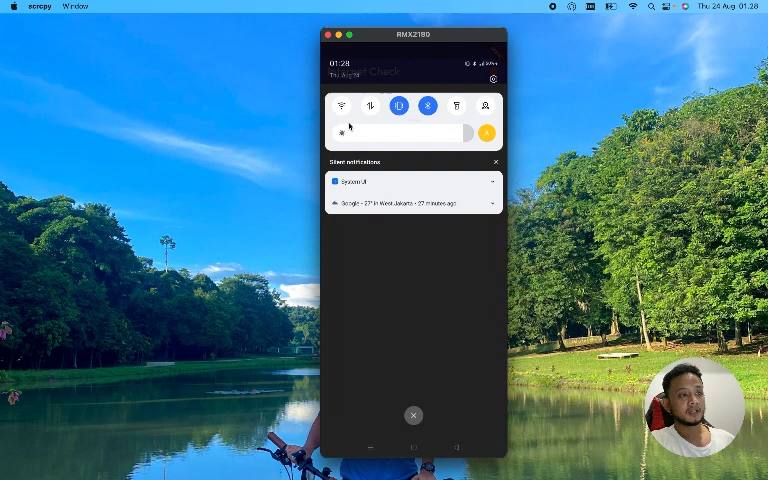 scrcpy Window
Thu 24 Aug 01.28
RMX2180
01:28
Thu, Aug 24
Check
Silent notifications
System UI
Google • 27° in West Jakarta • 27 minutes ago